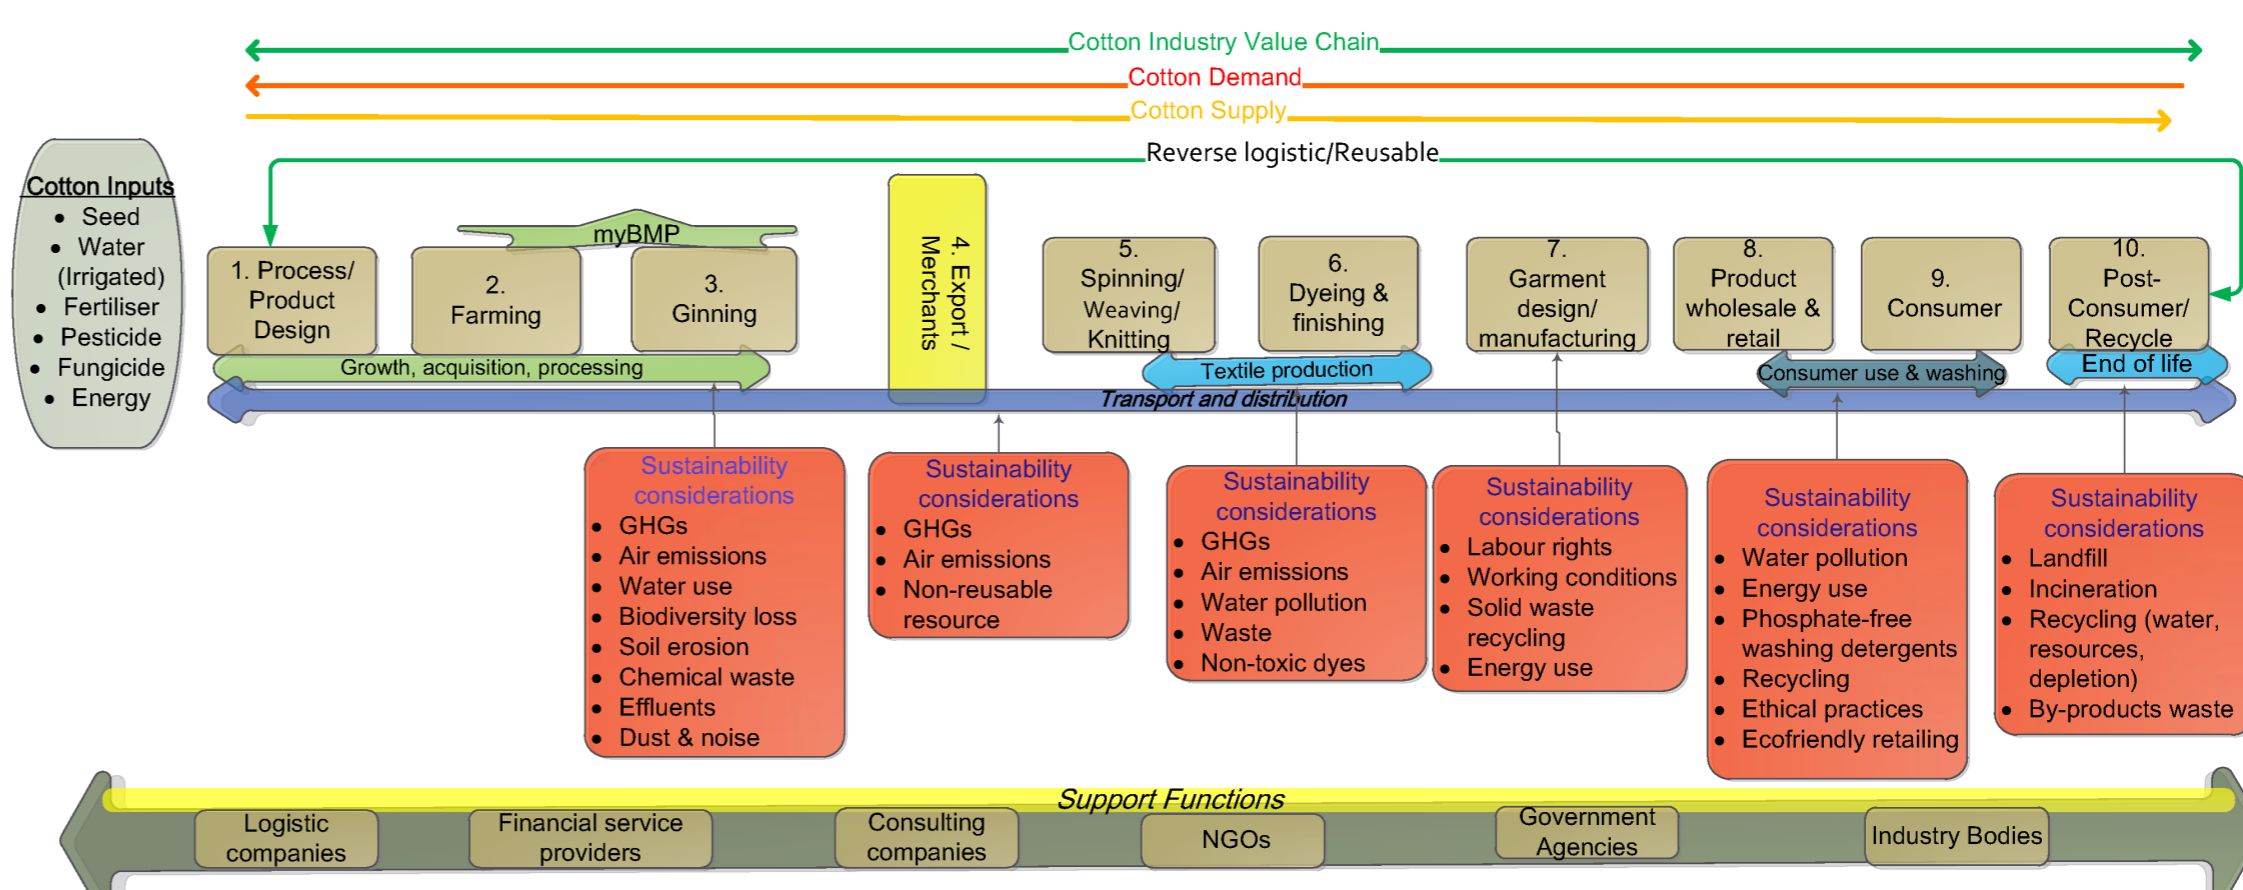 Cotton Industry Value Chain
Cotton Demand
Cotton Supply
Reverse logistic/Reusable
Cotton Inputs
• Seed
• Water
(Irrigated)
• Fertiliser
• Pesticide
• Fungicide
• Energy
myBMP
1. Process/
Product
Design
2.
Farming
3.
Ginning
4. Export /
Merchants
5.
Spinning/
Weaving/
Knitting
6.
Dyeing &
finishing
7.
Garment
design/
manufacturing
8.
Product
wholesale &
retail
9.
Consumer
10.
Post-
Consumer/
Recycle
Growth, acquisition, processing
Textile production
Consumer use & washing
End of life
Transport and distribution
Sustainability
considerations
• GHGs
• Air emissions
• Water use
• Biodiversity loss
• Soil erosion
• Chemical waste
• Effluents
• Dust & noise
Sustainability
considerations
• GHGs
• Air emissions
• Non-reusable
resource
Sustainability
considerations
• GHGs
• Air emissions
• Water pollution
• Waste
• Non-toxic dyes
Sustainability
considerations
• Labour rights
• Working conditions
• Solid waste
recycling
• Energy use
Sustainability
considerations
• Water pollution
• Energy use
• Phosphate-free
washing detergents
• Recycling
• Ethical practices
• Ecofriendly retailing
Sustainability
considerations
• Landfill
• Incineration
• Recycling (water,
resources,
depletion)
• By-products waste
Support Functions
Logistic
companies
Financial service
providers
Consulting
companies
NGOs
Government
Agencies
Industry Bodies